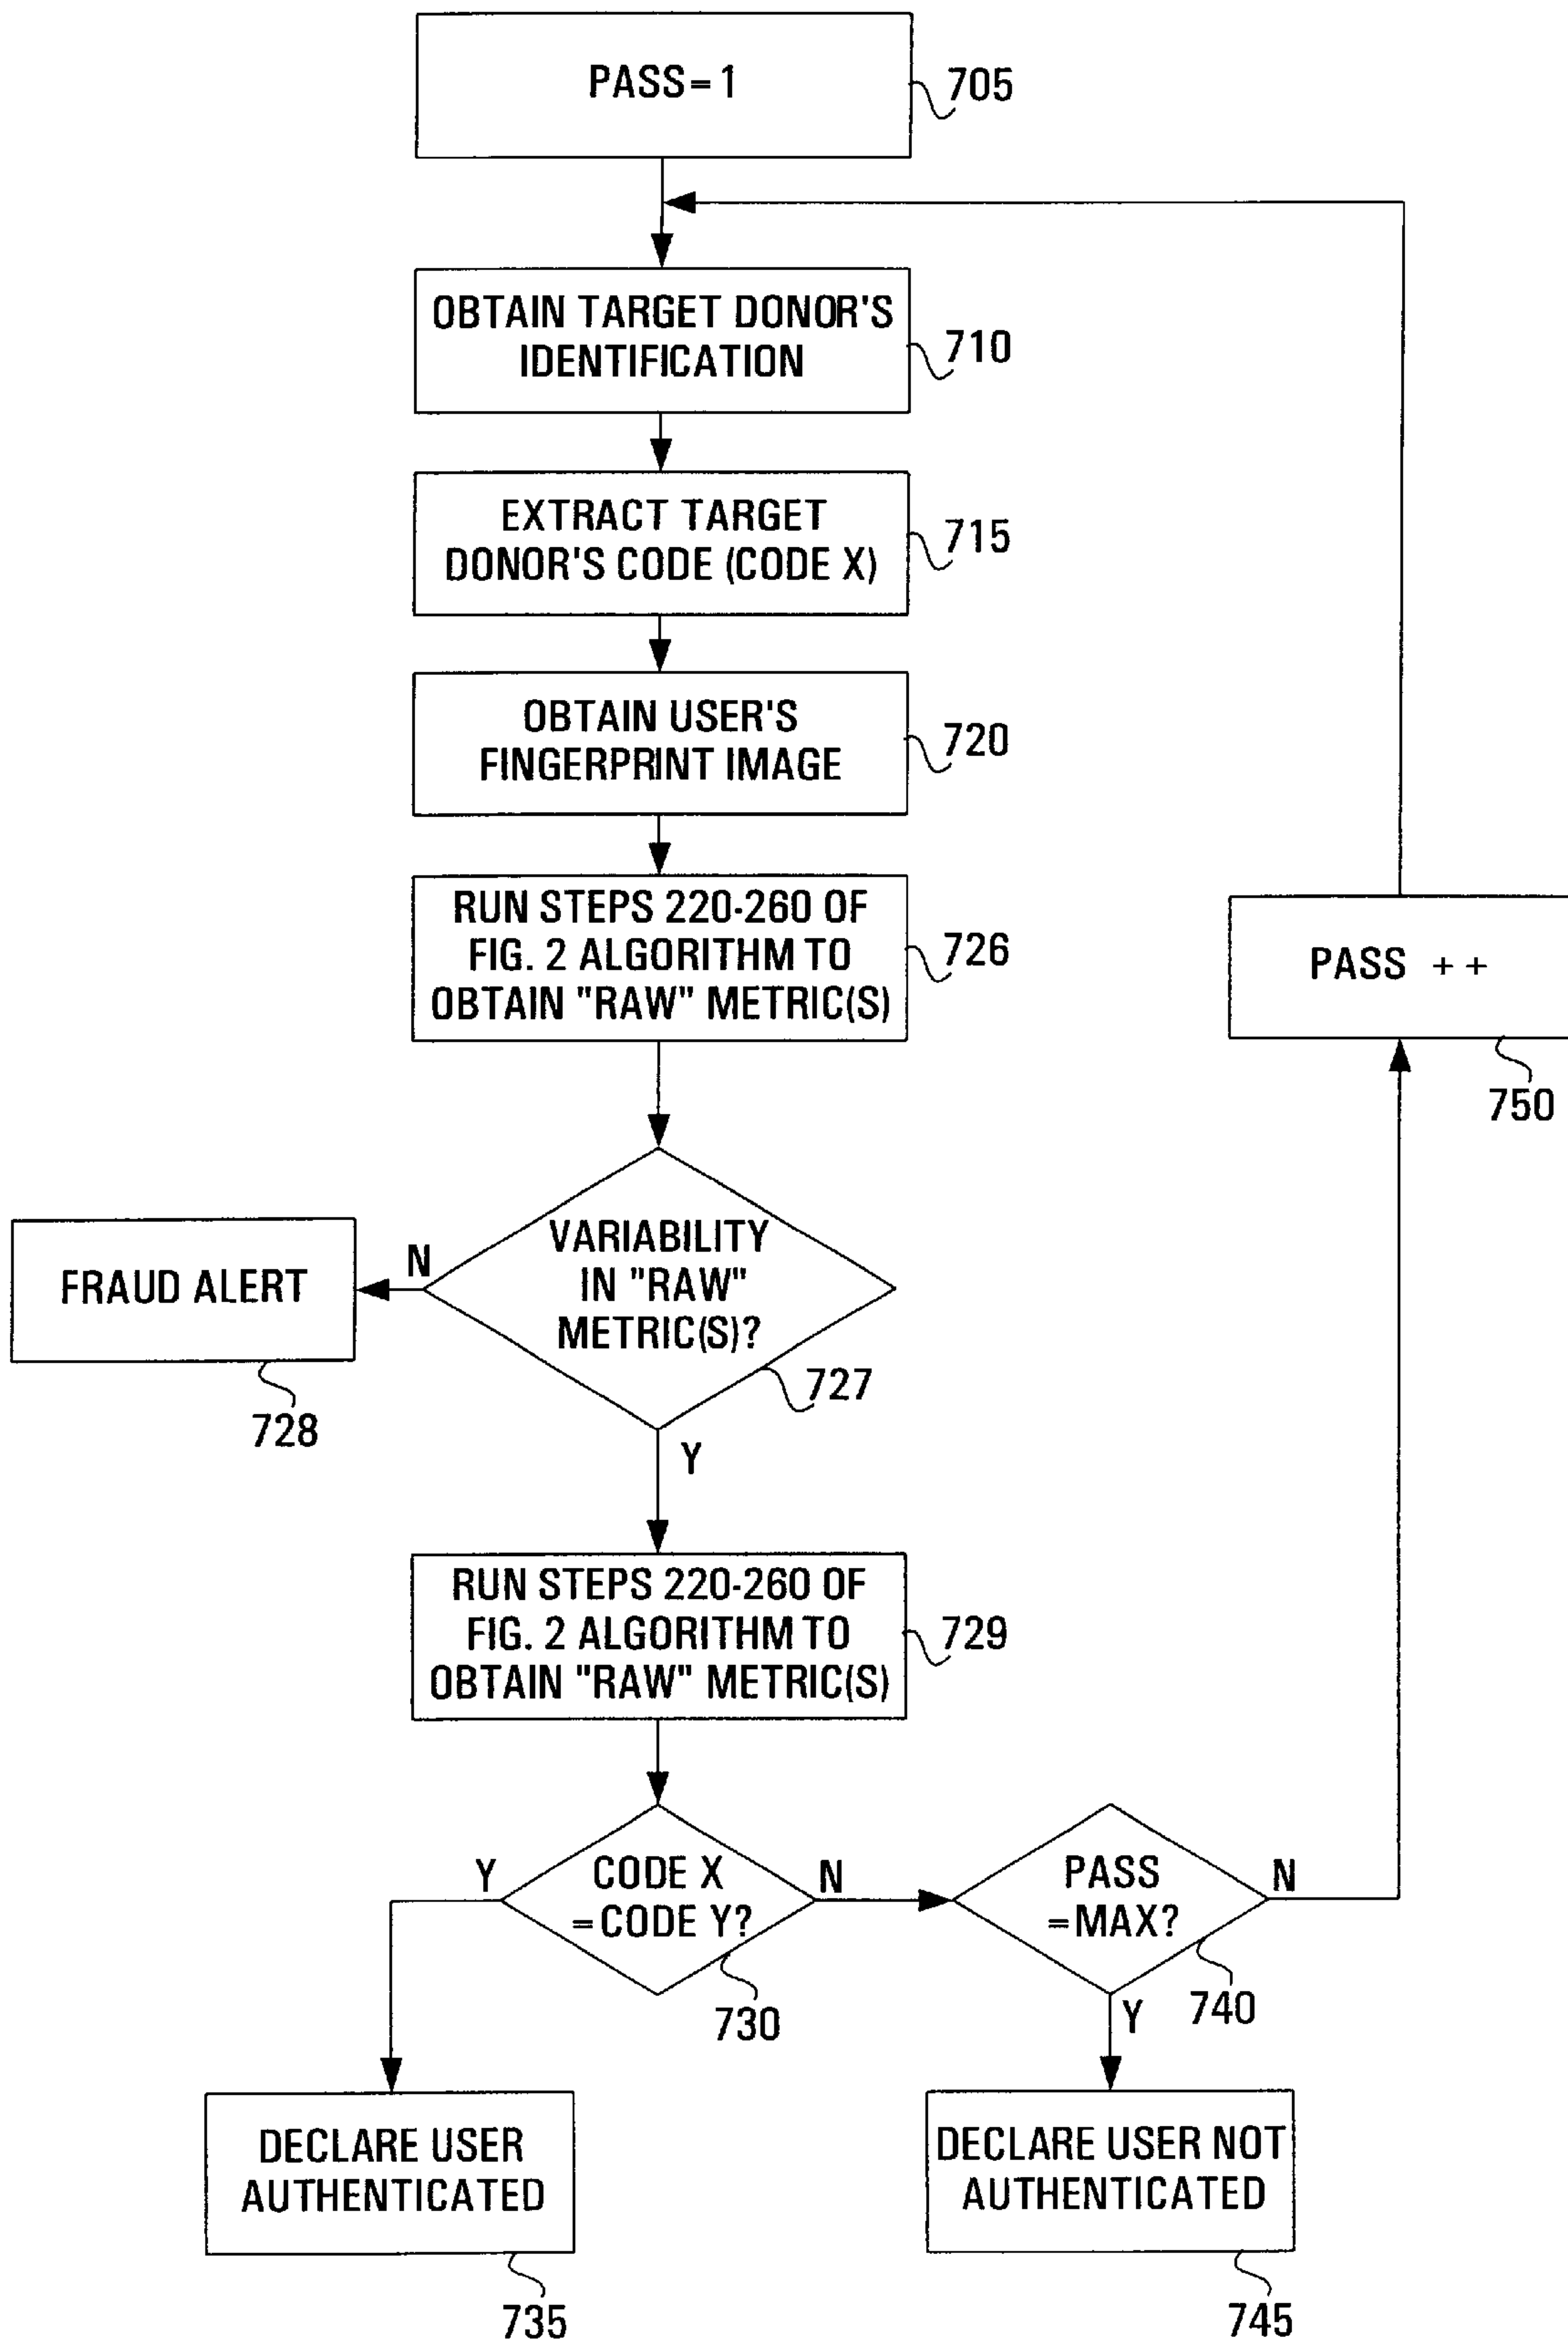 PASS=1
705
OBTAIN TARGET DONOR'S
IDENTIFICATION
710
EXTRACT TARGET
DONOR'S CODE (CODE X)
715
OBTAIN USER'S
FINGERPRINT IMAGE
720
RUN STEPS 220-260 OF
FIG. 2 ALGORITHM TO
OBTAIN "RAW" METRIC(S)
726
PASS ++
750
VARIABILITY
IN "RAW"
METRIC(S)?
727
N
FRAUD ALERT
728
Y
RUN STEPS 220-260 OF
FIG. 2 ALGORITHM TO
OBTAIN "RAW" METRIC(S)
729
Y
CODE X
=CODE Y?
N
730
PASS
=MAX?
N
740
Y
DECLARE USER
AUTHENTICATED
735
DECLARE USER NOT
AUTHENTICATED
745